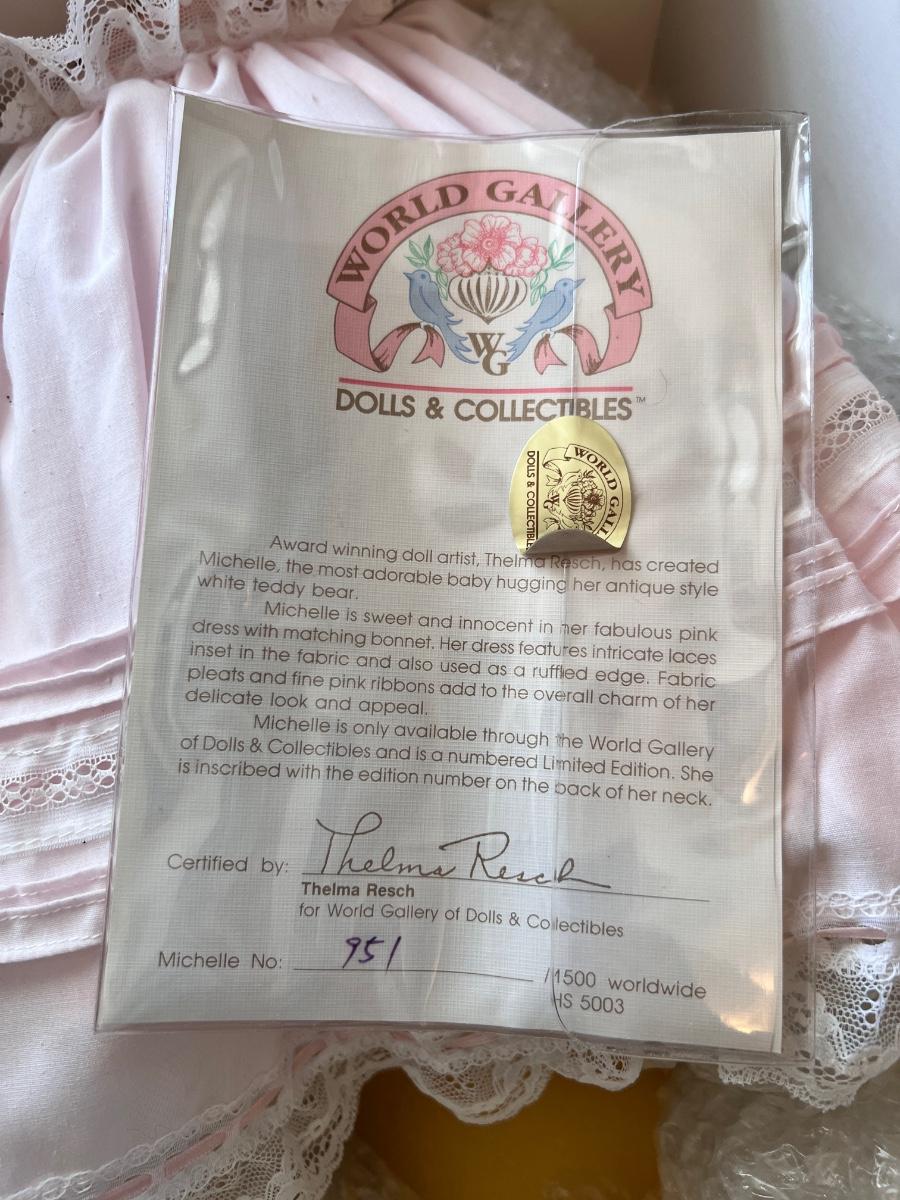 WORLD GALLERY
WG
DOLLS & COLLECTIBLES™
WORLD GALL
WG
DOLLS & COLLECTIBLE
Award winning doll artist, Thelma Resch, has created
Michelle, the most adorable baby hugging her antique style
white teddy bear.
Michelle is sweet and innocent in her fabulous pink
dress with matching bonnet. Her dress features intricate laces
inset in the fabric and also used as a ruffled edge. Fabric
pleats and fine pink ribbons add to the overall charm of her
delicate look and appeal.
Michelle is only available through the World Gallery
of Dolls & Collectibles and is a numbered Limited Edition. She
is inscribed with the edition number on the back of her neck.
Certified by: Thelma Resch
Thelma Resch
for World Gallery of Dolls & Collectibles
Michelle No: 951 /1500 worldwide
HS 5003